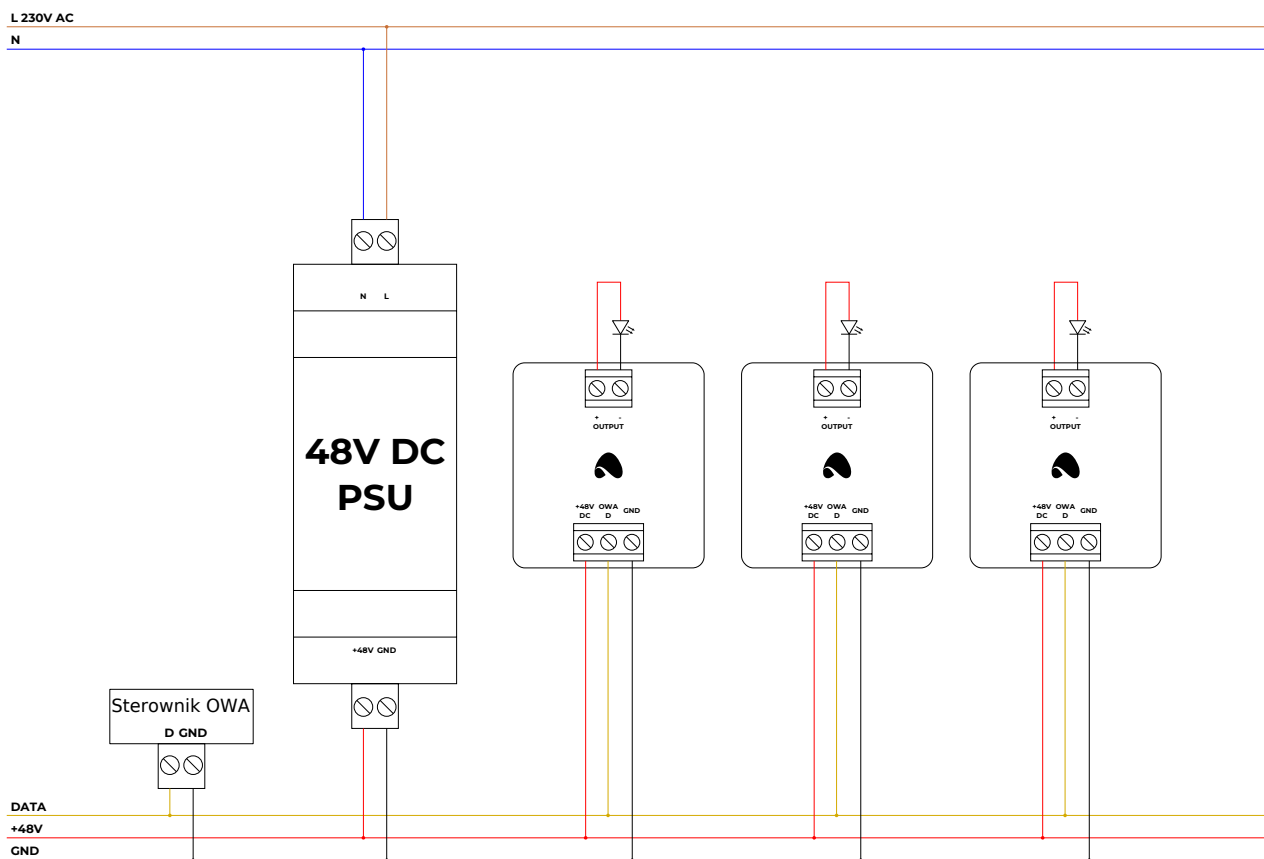 L 230V AC
N
N L
48V DC
PSU
+48V GND
Sterownik OWA
D GND
+ -
OUTPUT
+48V OWA GND
DC D
+ -
OUTPUT
+48V OWA GND
DC D
+ -
OUTPUT
+48V OWA GND
DC D
DATA
+48V
GND